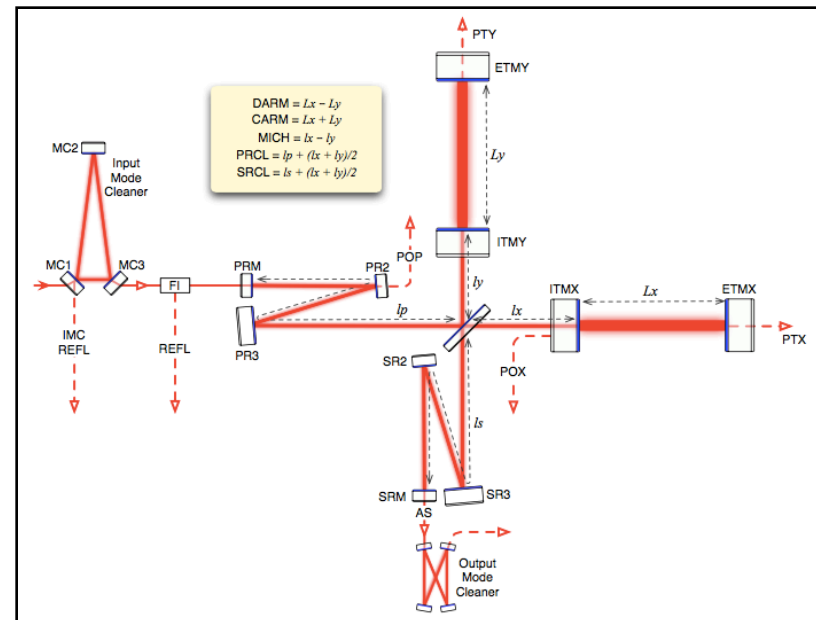 PTY
ETMY
DARM = Lx – Ly
CARM = Lx + Ly
MICH = lx – ly
PRCL = lp + (lx + ly)/2
SRCL = ls + (lx + ly)/2
MC2
Input
Mode
Cleaner
Ly
ITMY
MC1
MC3
FI
PRM
PR2
POP
ly
ITMX
Lx
ETMX
lp
lx
IMC
REFL
REFL
PR3
PTX
SR2
POX
ls
SRM
SR3
AS
Output
Mode
Cleaner